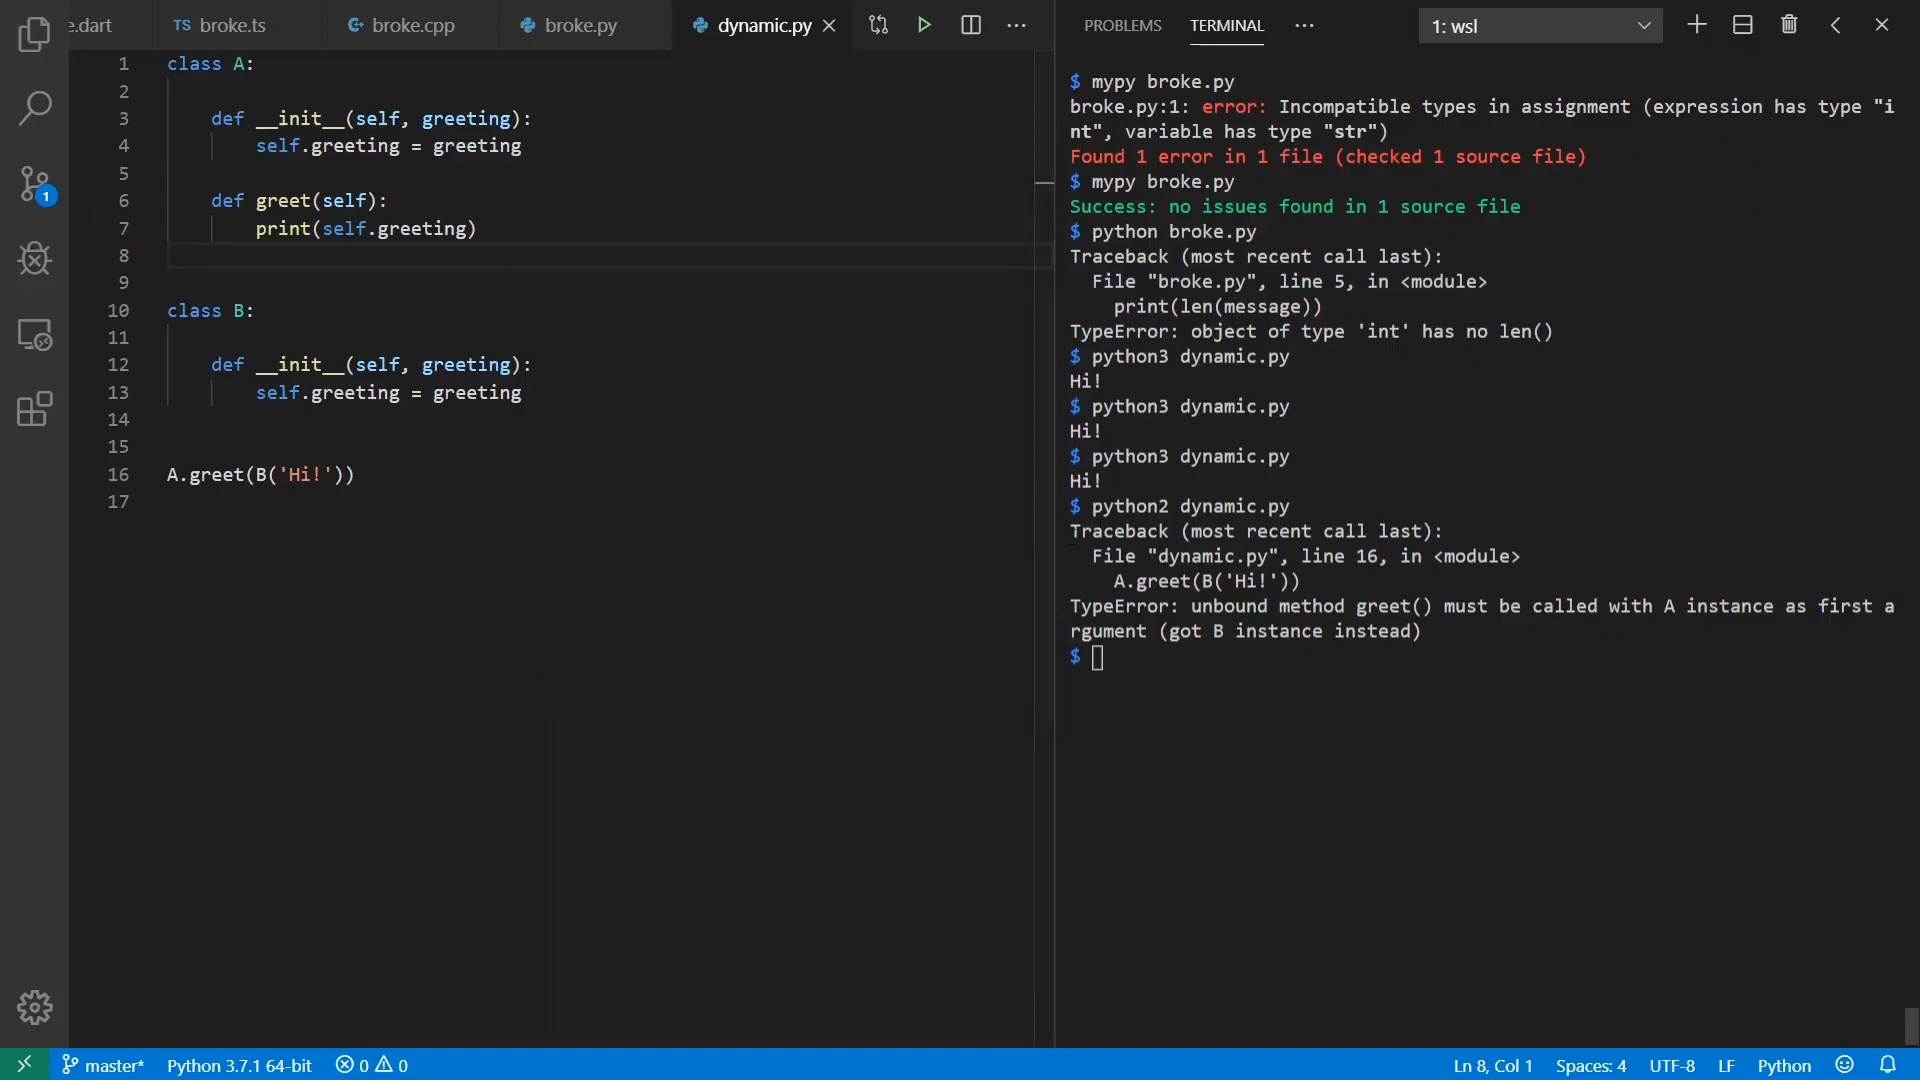 e.dart
TS broke.ts
broke.cpp
broke.py
dynamic.py
1 class A:
2
3     def __init__(self, greeting):
4         self.greeting = greeting
5
6     def greet(self):
7         print(self.greeting)
8
9
10 class B:
11
12     def __init__(self, greeting):
13         self.greeting = greeting
14
15
16 A.greet(B('Hi!'))
17
PROBLEMS TERMINAL 1: wsl
$ mypy broke.py
broke.py:1: error: Incompatible types in assignment (expression has type "i
nt", variable has type "str")
Found 1 error in 1 file (checked 1 source file)
$ mypy broke.py
Success: no issues found in 1 source file
$ python broke.py
Traceback (most recent call last):
  File "broke.py", line 5, in <module>
    print(len(message))
TypeError: object of type 'int' has no len()
$ python3 dynamic.py
Hi!
$ python3 dynamic.py
Hi!
$ python3 dynamic.py
Hi!
$ python2 dynamic.py
Traceback (most recent call last):
  File "dynamic.py", line 16, in <module>
    A.greet(B('Hi!'))
TypeError: unbound method greet() must be called with A instance as first a
rgument (got B instance instead)
$
1
master* Python 3.7.1 64-bit 0 0 Ln 8, Col 1 Spaces: 4 UTF-8 LF Python